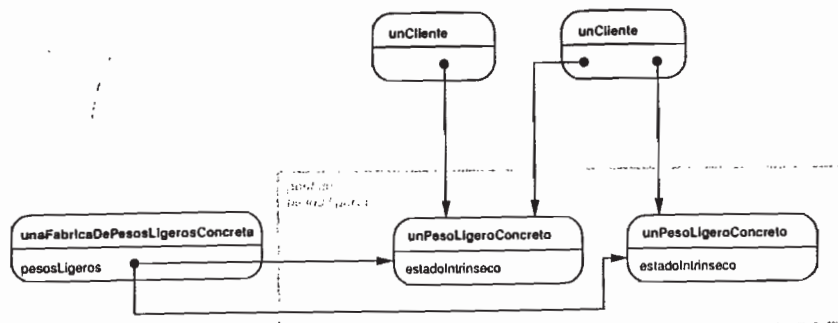 unCliente
unCliente
unaFabricaDePesosLigerosConcreta
pesosLigeros
unPesoLigeroConcreto
estadoIntrinseco
unPesoLigeroConcreto
estadoIntrinseco